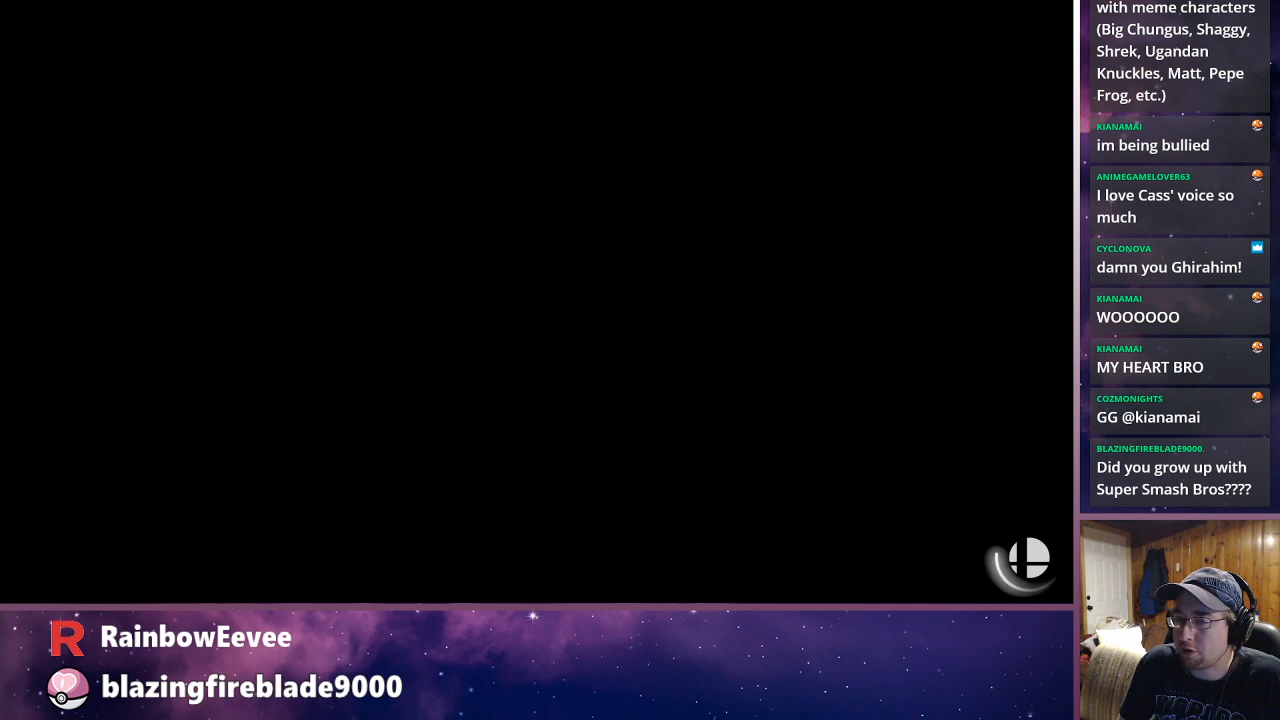 with meme characters
(Big Chungus, Shaggy,
Shrek, Ugandan
Knuckles, Matt, Pepe
Frog, etc.)
KIANAMAI
im being bullied
ANIMEGAMELOVER63
I love Cass' voice so
much
CYCLONOVA
damn you Ghirahim!
KIANAMAI
WOOOOOO
KIANAMAI
MY HEART BRO
COZMONIGHTS
GG @kianamai
BLAZINGFIREBLADE9000
Did you grow up with
Super Smash Bros????
R RainbowEevee
blazingfireblade9000